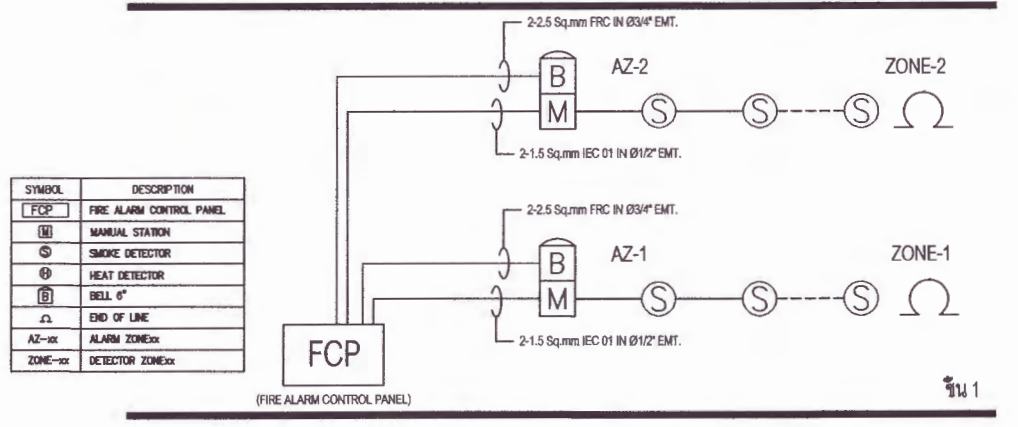 2-2.5 Sq.mm FRC IN Ø3/4" EMT.
B AZ-2 ZONE-2
M S S S Ω
2-1.5 Sq.mm IEC 01 IN Ø1/2" EMT.
SYMBOL DESCRIPTION
FCP FIRE ALARM CONTROL PANEL
M MANUAL STATION
S SMOKE DETECTOR
H HEAT DETECTOR
B BELL 6"
Ω END OF LINE
AZ-xx ALARM ZONExx
ZONE-xx DETECTOR ZONExx
2-2.5 Sq.mm FRC IN Ø3/4" EMT.
B AZ-1 ZONE-1
M S S S Ω
2-1.5 Sq.mm IEC 01 IN Ø1/2" EMT.
FCP
(FIRE ALARM CONTROL PANEL)
ชั้น 1